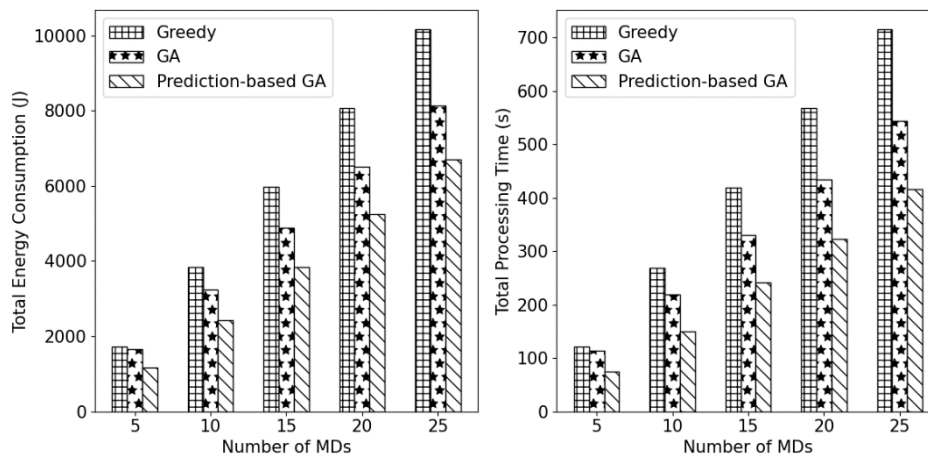 Total Energy Consumption (J)
10000
8000
6000
4000
2000
0
Greedy
GA
Prediction-based GA
5 10 15 20 25
Number of MDs
Total Processing Time (s)
700
600
500
400
300
200
100
0
Greedy
GA
Prediction-based GA
5 10 15 20 25
Number of MDs